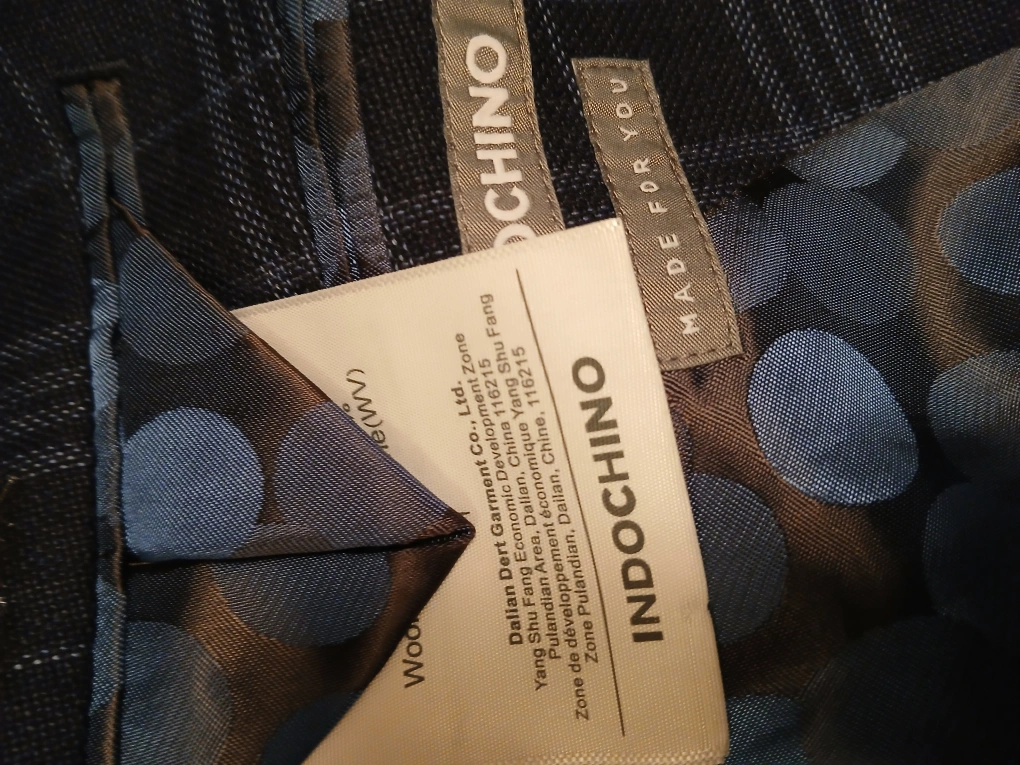 INDOCHINO
MADE FOR YOU
INDOCHINO
Zone Pulandian, Dalian, Chine, 116215
Zone de développement économique Yang Shu Fang
Pulandian Area, Dalian, China 116215
Yang Shu Fang Economic Development Zone
Dalian Dert Garment Co., Ltd.
(WV)